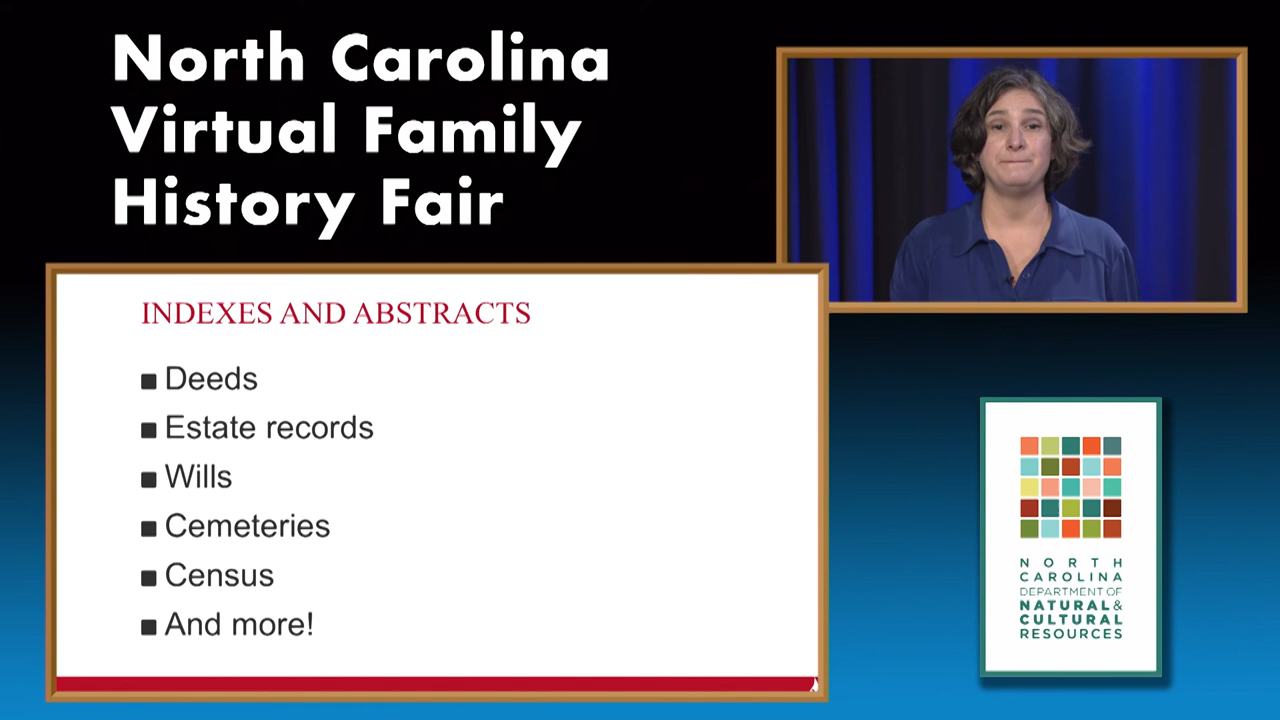 North Carolina
Virtual Family
History Fair
INDEXES AND ABSTRACTS
■ Deeds
■ Estate records
■ Wills
■ Cemeteries
■ Census
■ And more!
NORTH
CAROLINA
DEPARTMENT OF
NATURAL &
CULTURAL
RESOURCES